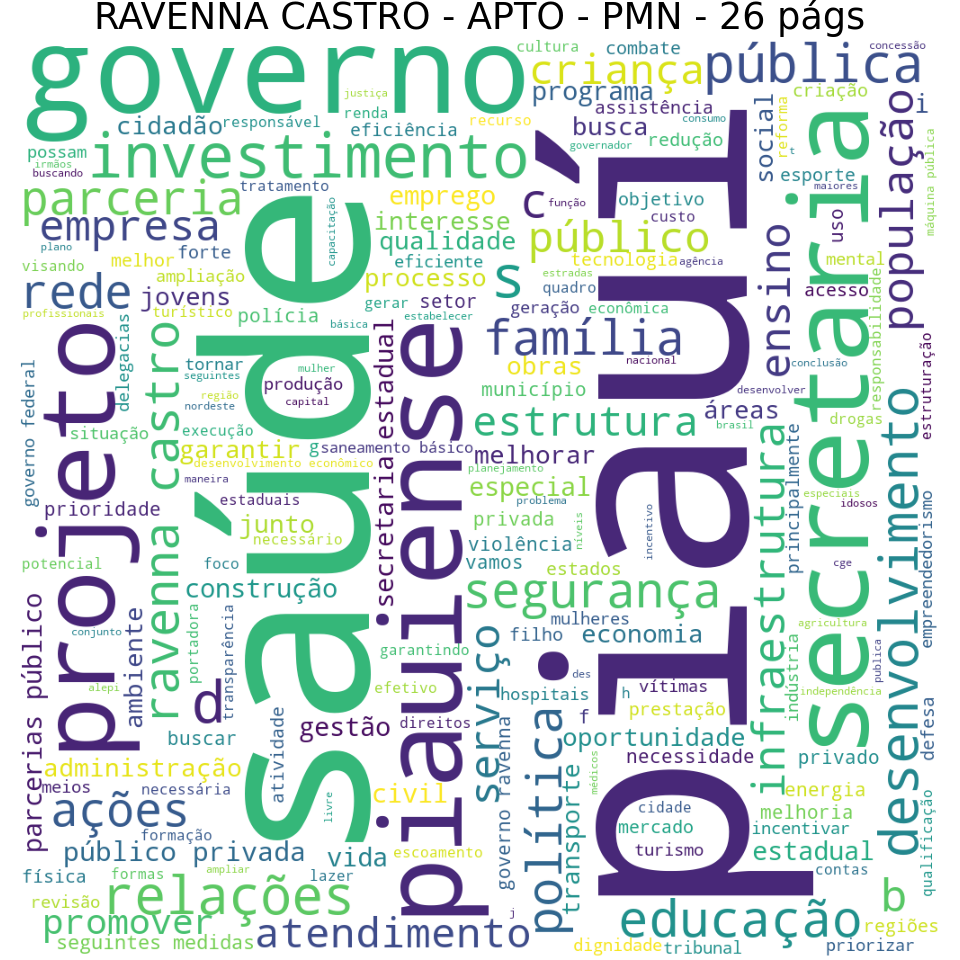 RAVENNA CASTRO - APTO - PMN - 26 págs
governo
cultura
combate
concessão
criança
pública
programa
criação
i
justiça
renda
recurso
assistência
consumo
social
reforma
cidadão
responsável
eficiência
busca
governador
redução
população
máquina pública
possam
irmãos
buscando
investimento
piauí
r
esporte
maiores
secretaria
parceria
tratamento
capacitação
emprego
c
função
objetivo
custo
uso
empresa
plano
forte
interesse
público
qualidade
eficiente
tecnologia
agência
mental
visando
melhor
ampliação
processo
s
estradas
quadro
ensino
acesso
responsabilidade
rede
profissionais
jovens
turístico
gerar
setor
geração
econômica
saúde
projeto
delegacias
polícia
básica
estabelecer
família
nacional
estruturação
governo federal
ravenna castro
tornar
seguintes
mulher
secretaria estadual
piauiense
obras
conclusão
região
produção
município
desenvolver
nordeste
capital
estrutura
áreas
drogas
brasil
situação
execução
garantir
g
saneamento básico
melhorar
infraestrutura
principalmente
desenvolvimento
desenvolvimento econômico
planejamento
maneira
especial
problema
incentivo
especiais
idosos
prioridade
estaduais
junto
necessário
privada
níveis
empreendedorismo
violência
vamos
estados
potencial
foco
construção
cge
segurança
parcerias público
ambiente
portadora
transparência
mulheres
agricultura
conjunto
serviço
filho
economia
indústria
publica
garantindo
des
alepi
d
efetivo
hospitais
h
vítimas
independência
gestão
direitos
f
prestação
defesa
buscar
atividade
governo ravenna
política
oportunidade
necessidade
privado
administração
meios
necessária
livre
civil
transporte
médicos
energia
qualificação
ações
cidade
melhoria
formação
mercado
incentivar
público privada
vida
escoamento
turismo
estadual
física
formas
ampliar
lazer
contas
revisão
relações
b
promover
j
educação
regiões
seguintes medidas
atendimento
dignidade
tribunal
priorizar